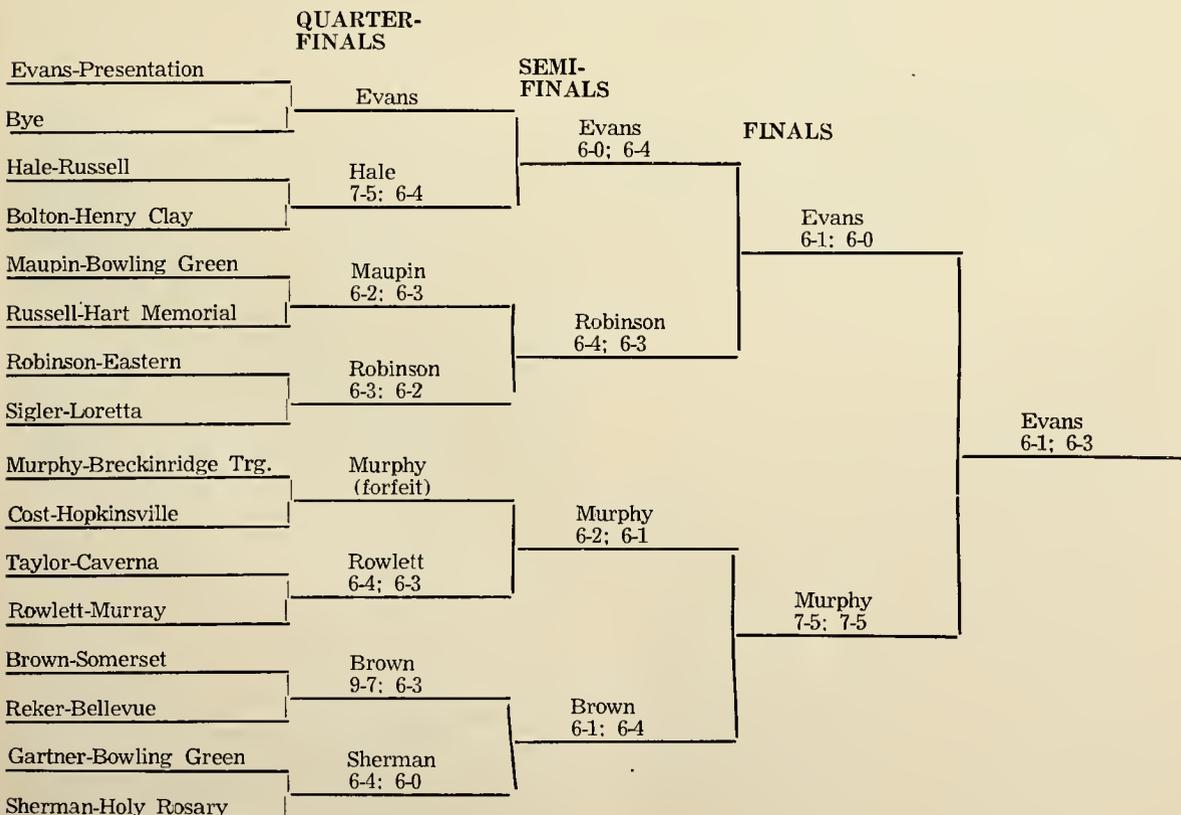 QUARTER-
FINALS
Evans-Presentation
Bye
Hale-Russell
Bolton-Henry Clay
Maupin-Bowling Green
Russell-Hart Memorial
Robinson-Eastern
Sigler-Loretta
Murphy-Breckinridge Trg.
Cost-Hopkinsville
Taylor-Caverna
Rowlett-Murray
Brown-Somerset
Reker-Bellevue
Gartner-Bowling Green
Sherman-Holy Rosary
Evans
Hale
7-5; 6-4
Maupin
6-2; 6-3
Robinson
6-3; 6-2
Murphy
(forfeit)
Rowlett
6-4; 6-3
Brown
9-7; 6-3
Sherman
6-4; 6-0
SEMI-
FINALS
Evans
6-0; 6-4
Robinson
6-4; 6-3
Murphy
6-2; 6-1
Brown
6-1; 6-4
FINALS
Evans
6-1; 6-0
Murphy
7-5; 7-5
Evans
6-1; 6-3